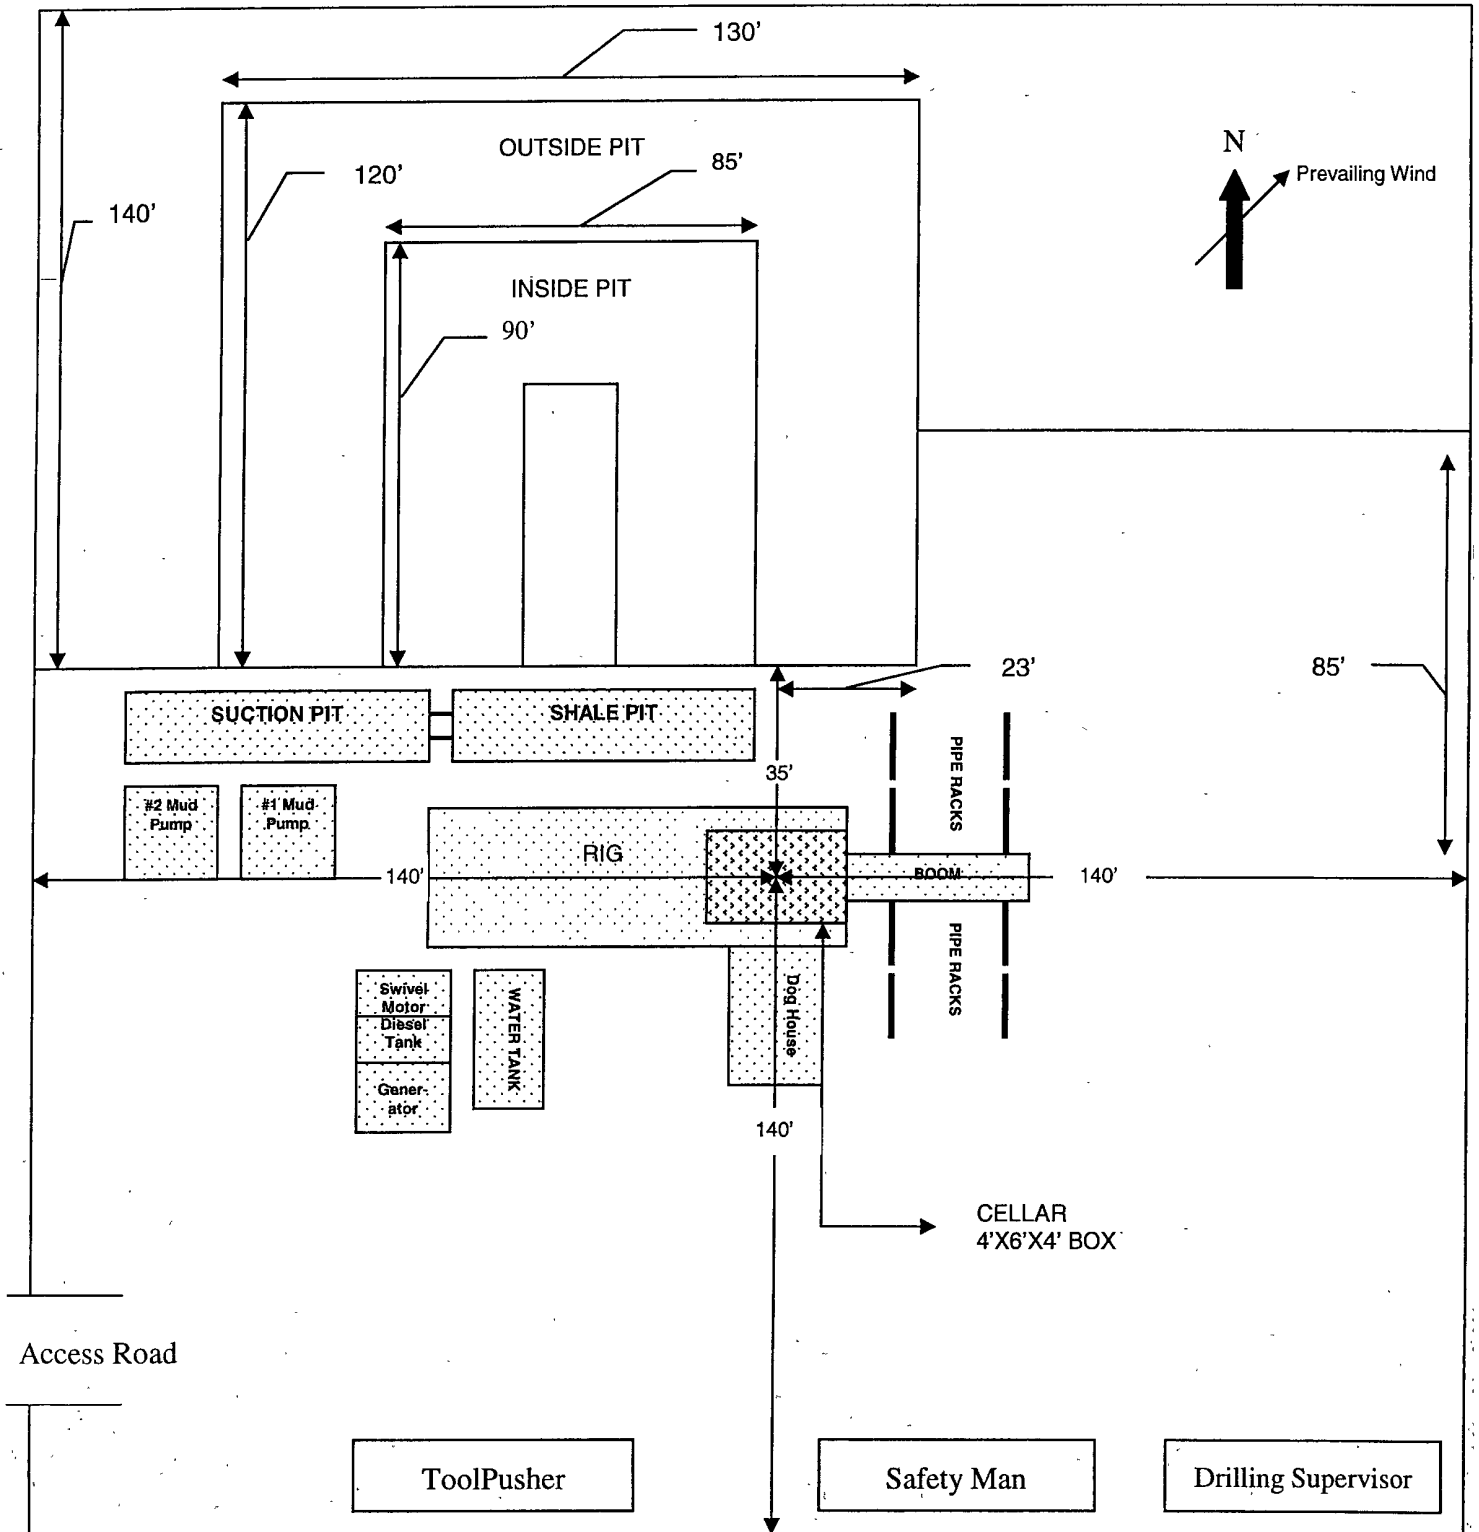 130'
OUTSIDE PIT
N
Prevailing Wind
120'
85'
140'
INSIDE PIT
90'
23'
85'
SUCTION PIT
SHALE PIT
PIPE RACKS
35'
#2 Mud
Pump
#1 Mud
Pump
RIG
140'
BOOM
140'
PIPE RACKS
Swivel
Motor
Diesel
Tank
Gener-
ator
WATER TANK
Dog House
140'
CELLAR
4'X6'X4' BOX
Access Road
ToolPusher
Safety Man
Drilling Supervisor